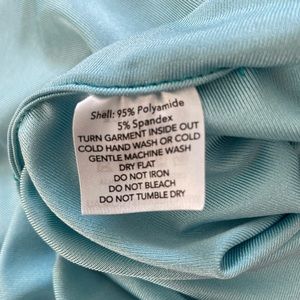 Shell: 95% Polyamide
5% Spandex
TURN GARMENT INSIDE OUT
COLD HAND WASH OR COLD
GENTLE MACHINE WASH
DRY FLAT
DO NOT IRON
DO NOT BLEACH
DO NOT TUMBLE DRY